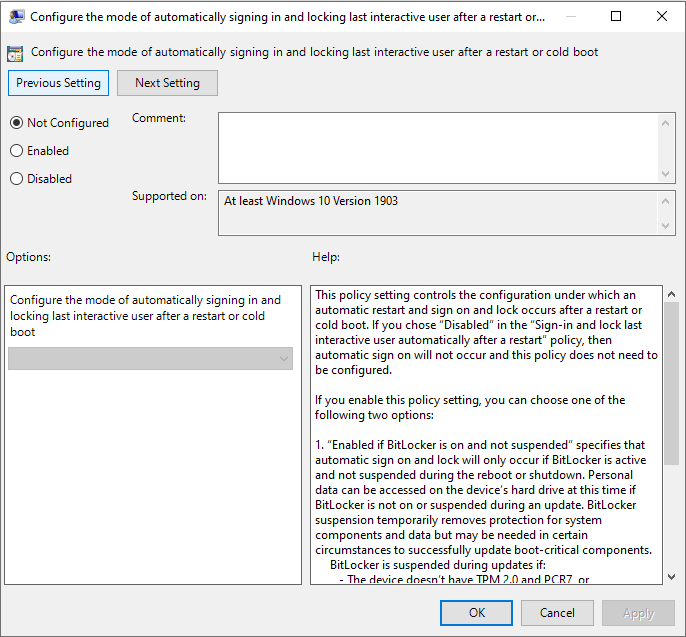 Configure the mode of automatically signing in and locking last interactive user after a restart or...
Configure the mode of automatically signing in and locking last interactive user after a restart or cold boot
Previous Setting
Next Setting
Not Configured
Enabled
Disabled
Comment:
Supported on:
At least Windows 10 Version 1903
Options:
Help:
Configure the mode of automatically signing in and
locking last interactive user after a restart or cold
boot
This policy setting controls the configuration under which an
automatic restart and sign on and lock occurs after a restart or
cold boot. If you chose “Disabled” in the “Sign-in and lock last
interactive user automatically after a restart” policy, then
automatic sign on will not occur and this policy does not need to
be configured.
If you enable this policy setting, you can choose one of the
following two options:
1. “Enabled if BitLocker is on and not suspended” specifies that
automatic sign on and lock will only occur if BitLocker is active
and not suspended during the reboot or shutdown. Personal
data can be accessed on the device’s hard drive at this time if
BitLocker is not on or suspended during an update. BitLocker
suspension temporarily removes protection for system
components and data but may be needed in certain
circumstances to successfully update boot-critical components.
BitLocker is suspended during updates if:
- The device doesn’t have TPM 2.0 and PCR7, or
OK
Cancel
Apply